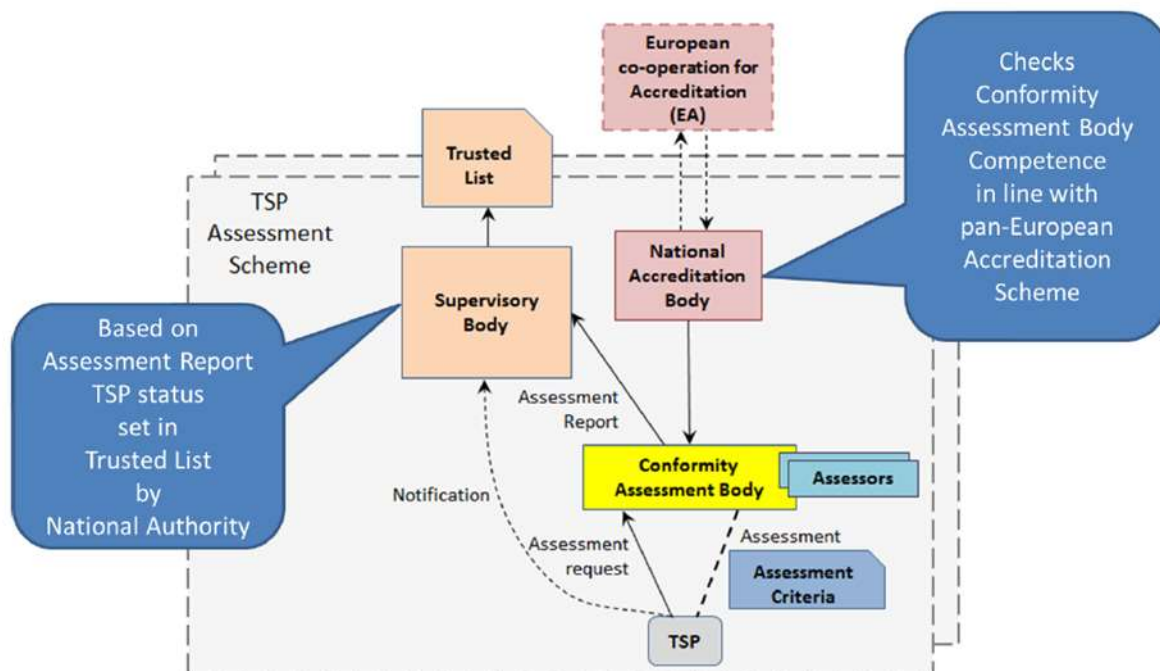 European
co-operation for
Accreditation
(EA)
Checks
Conformity
Assessment Body
Competence
in line with
pan-European
Accreditation
Scheme
Trusted
List
TSP
Assessment
Scheme
National
Accreditation
Body
Supervisory
Body
Based on
Assessment Report
TSP status
set in
Trusted List
by
National Authority
Assessment
Report
Conformity
Assessment Body
Assessors
Notification
Assessment
request
Assessment
Assessment
Criteria
TSP